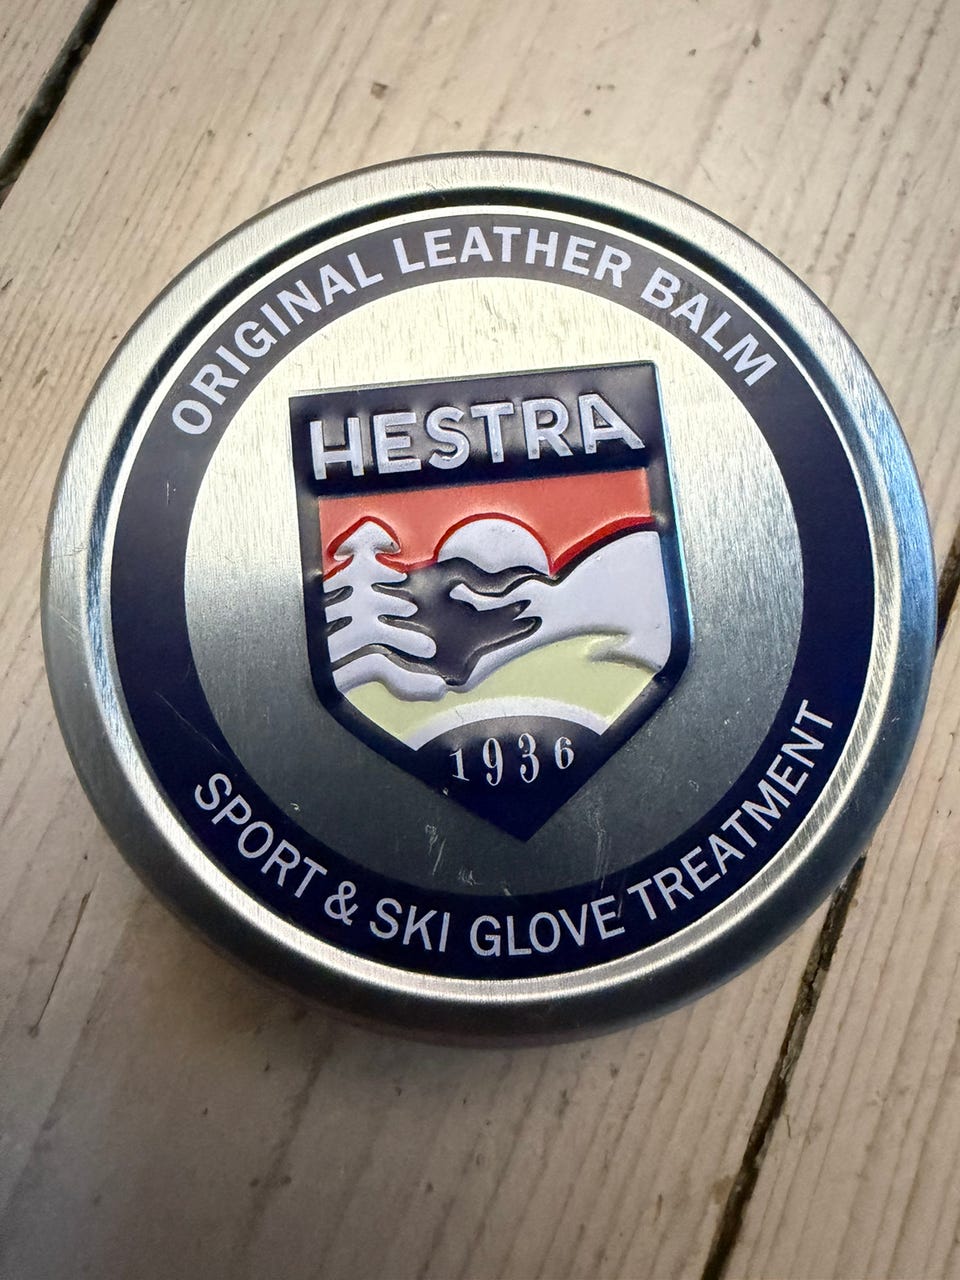 ORIGINAL LEATHER BALM
HESTRA
1936
SPORT & SKI GLOVE TREATMENT